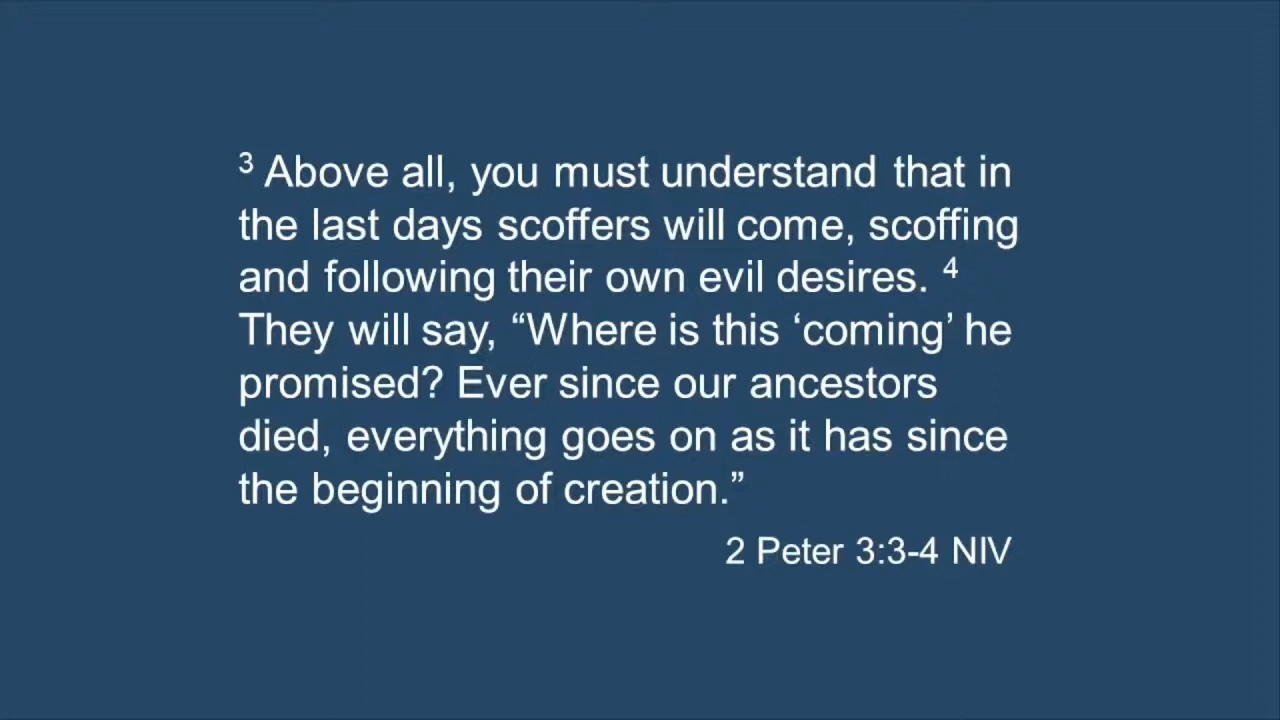 ³ Above all, you must understand that in
the last days scoffers will come, scoffing
and following their own evil desires. ⁴
They will say, “Where is this ‘coming’ he
promised? Ever since our ancestors
died, everything goes on as it has since
the beginning of creation.”
2 Peter 3:3-4 NIV